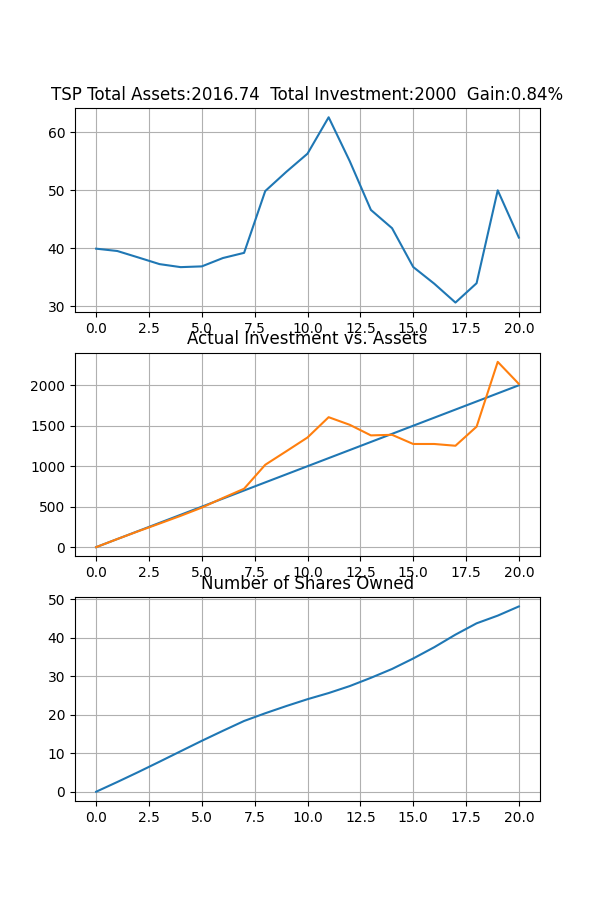 TSP Total Assets:2016.74  Total Investment:2000  Gain:0.84%
60
50
40
30
0.0 2.5 5.0 7.5 10.0 12.5 15.0 17.5 20.0
Actual Investment vs. Assets
2000
1500
1000
500
0
0.0 2.5 5.0 7.5 10.0 12.5 15.0 17.5 20.0
Number of Shares Owned
50
40
30
20
10
0
0.0 2.5 5.0 7.5 10.0 12.5 15.0 17.5 20.0